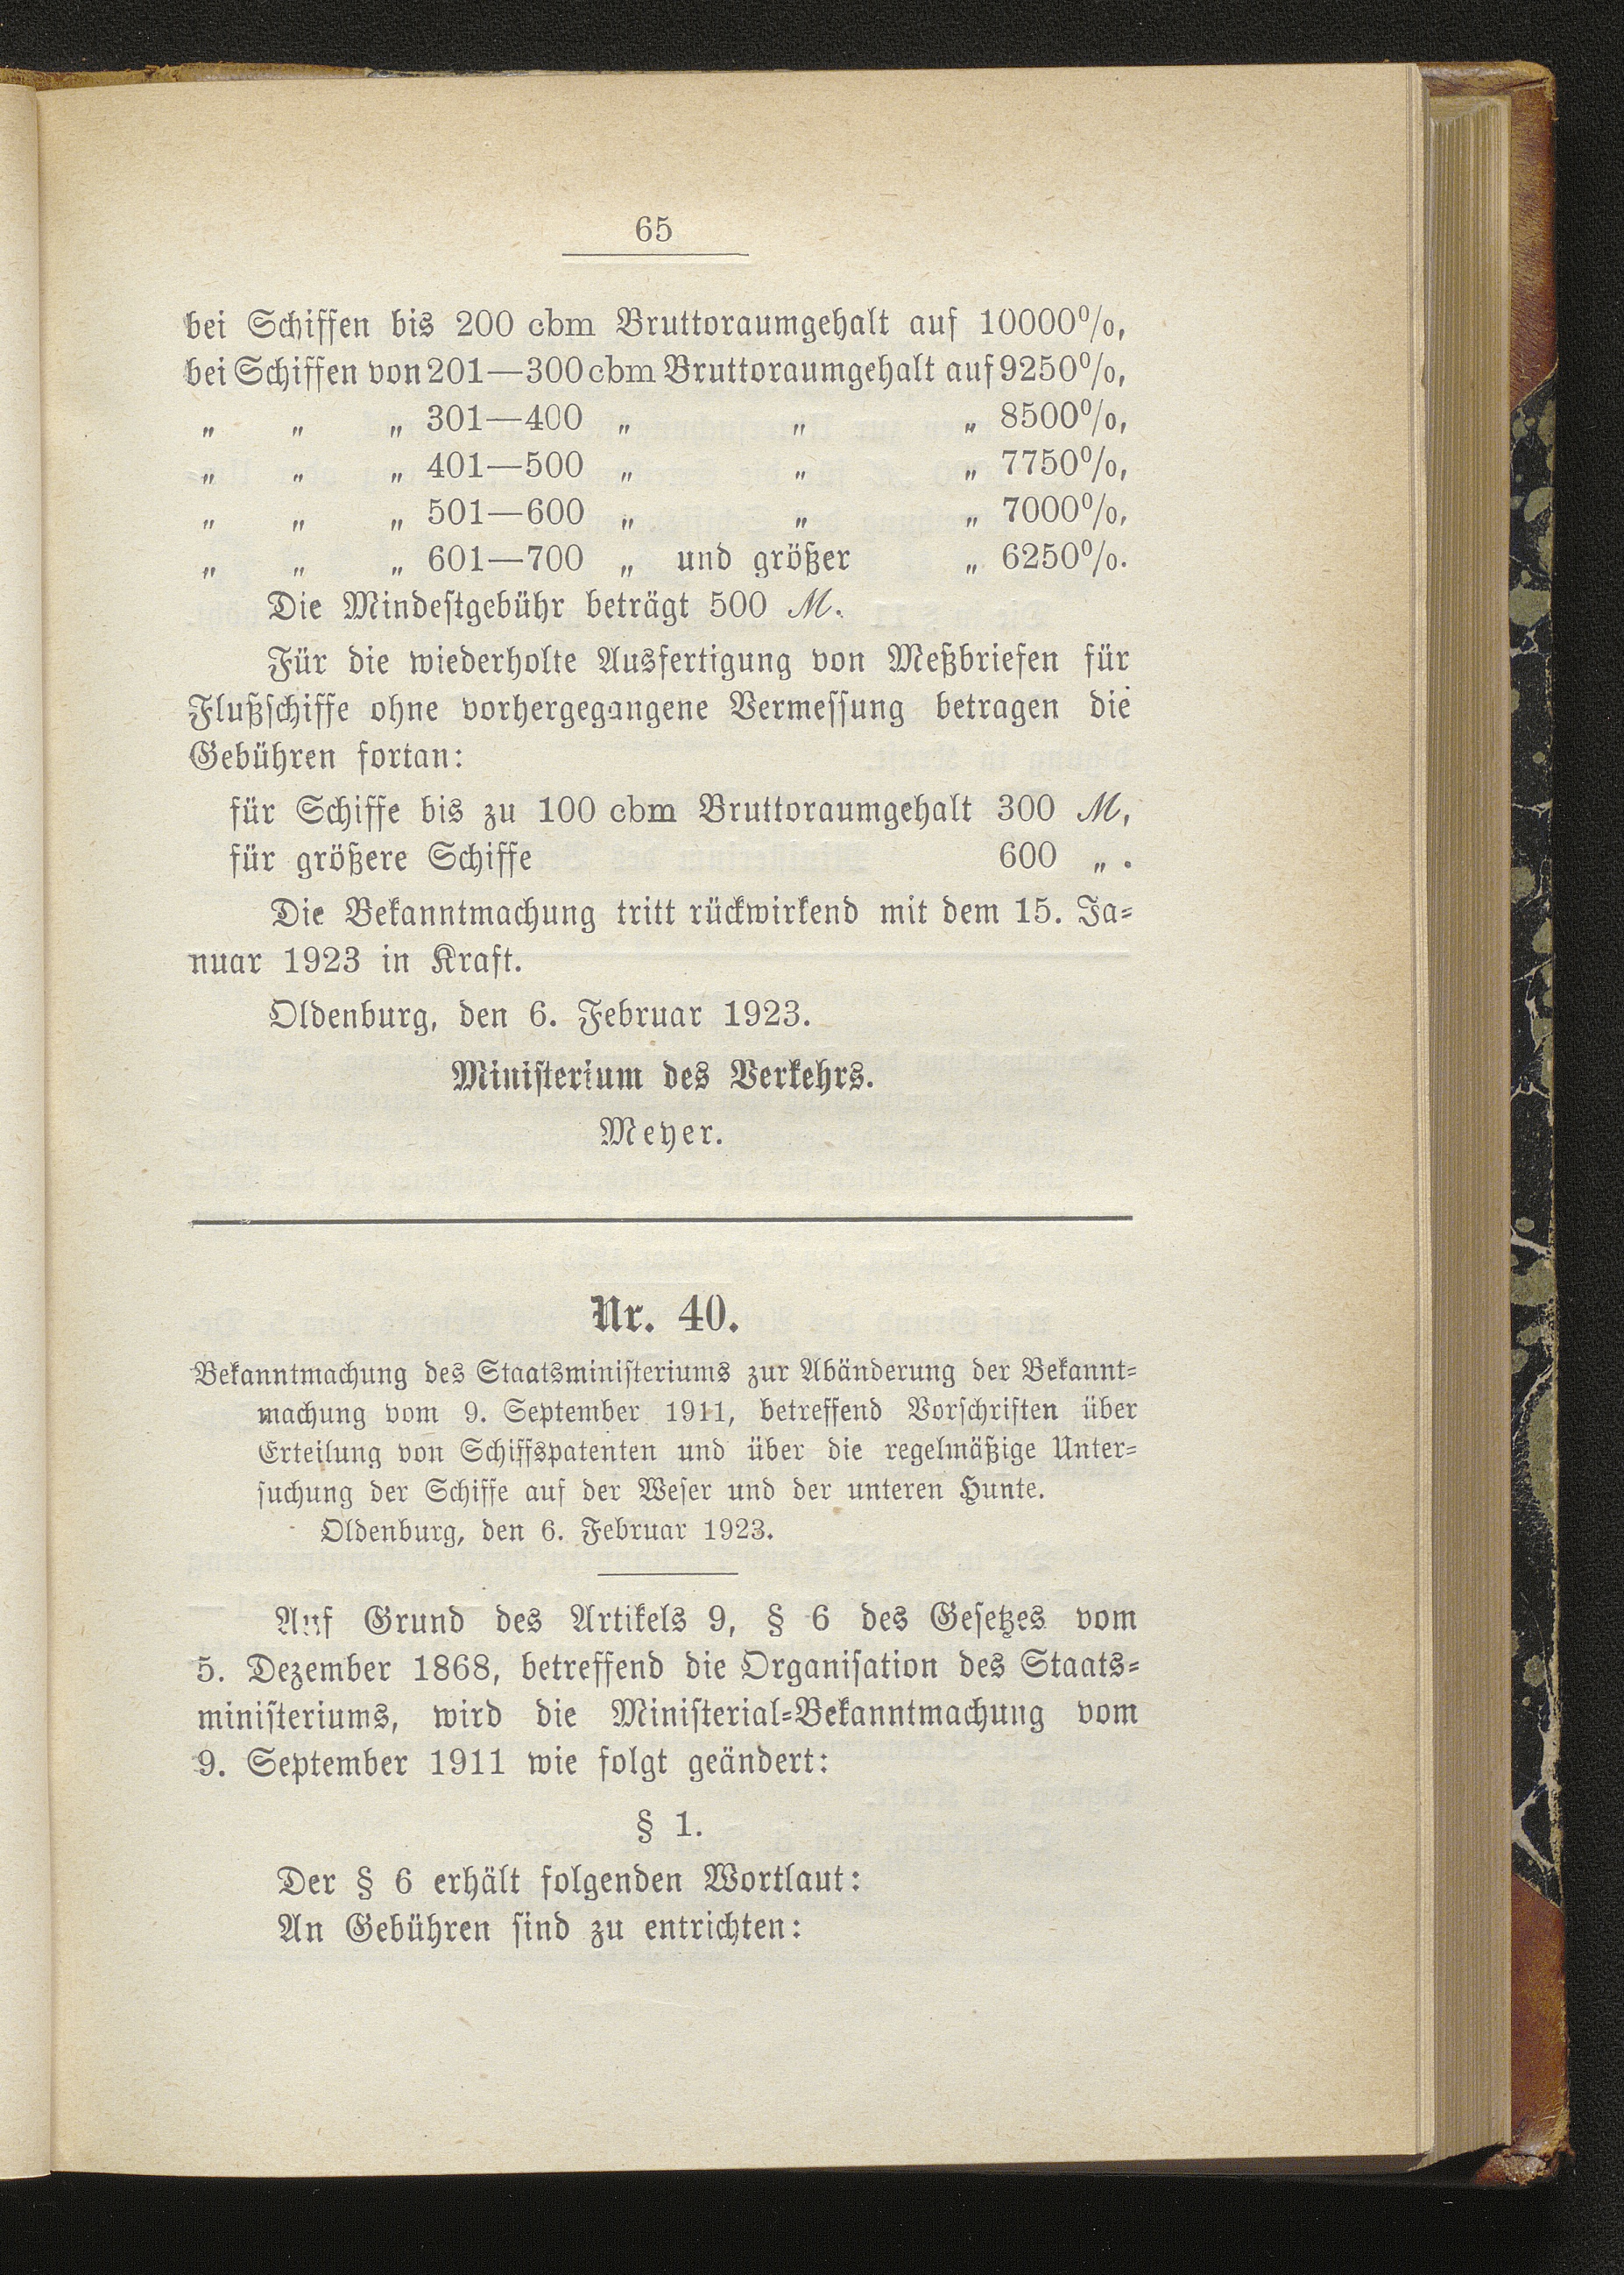 65
bei Schiffen bis 200 cbm Bruttoraumgehalt auf 10000%,
bei Schiffen von 201—300 cbm Bruttoraumgehalt auf 9250%,
„ „ „ 301—400 „ „ „ 8500%,
„ „ „ 401—500 „ „ „ 7750%,
„ „ „ 501—600 „ „ „ 7000%,
„ „ „ 601—700 „ und größer „ 6250%.
Die Mindestgebühr beträgt 500 ℳ.
Für die wiederholte Ausfertigung von Meßbriefen für
Flußschiffe ohne vorhergegangene Vermessung betragen die
Gebühren fortan:
für Schiffe bis zu 100 cbm Bruttoraumgehalt 300 ℳ,
für größere Schiffe 600 „.
Die Bekanntmachung tritt rückwirkend mit dem 15. Ja-
nuar 1923 in Kraft.
Oldenburg, den 6. Februar 1923.
Ministerium des Verkehrs.
Meyer.
Nr. 40.
Bekanntmachung des Staatsministeriums zur Abänderung der Bekannt-
machung vom 9. September 1911, betreffend Vorschriften über
Erteilung von Schiffspatenten und über die regelmäßige Unter-
suchung der Schiffe auf der Weser und der unteren Hunte.
Oldenburg, den 6. Februar 1923.
Auf Grund des Artikels 9, § 6 des Gesetzes vom
5. Dezember 1868, betreffend die Organisation des Staats-
ministeriums, wird die Ministerial-Bekanntmachung vom
9. September 1911 wie folgt geändert:
§ 1.
Der § 6 erhält folgenden Wortlaut:
An Gebühren sind zu entrichten: